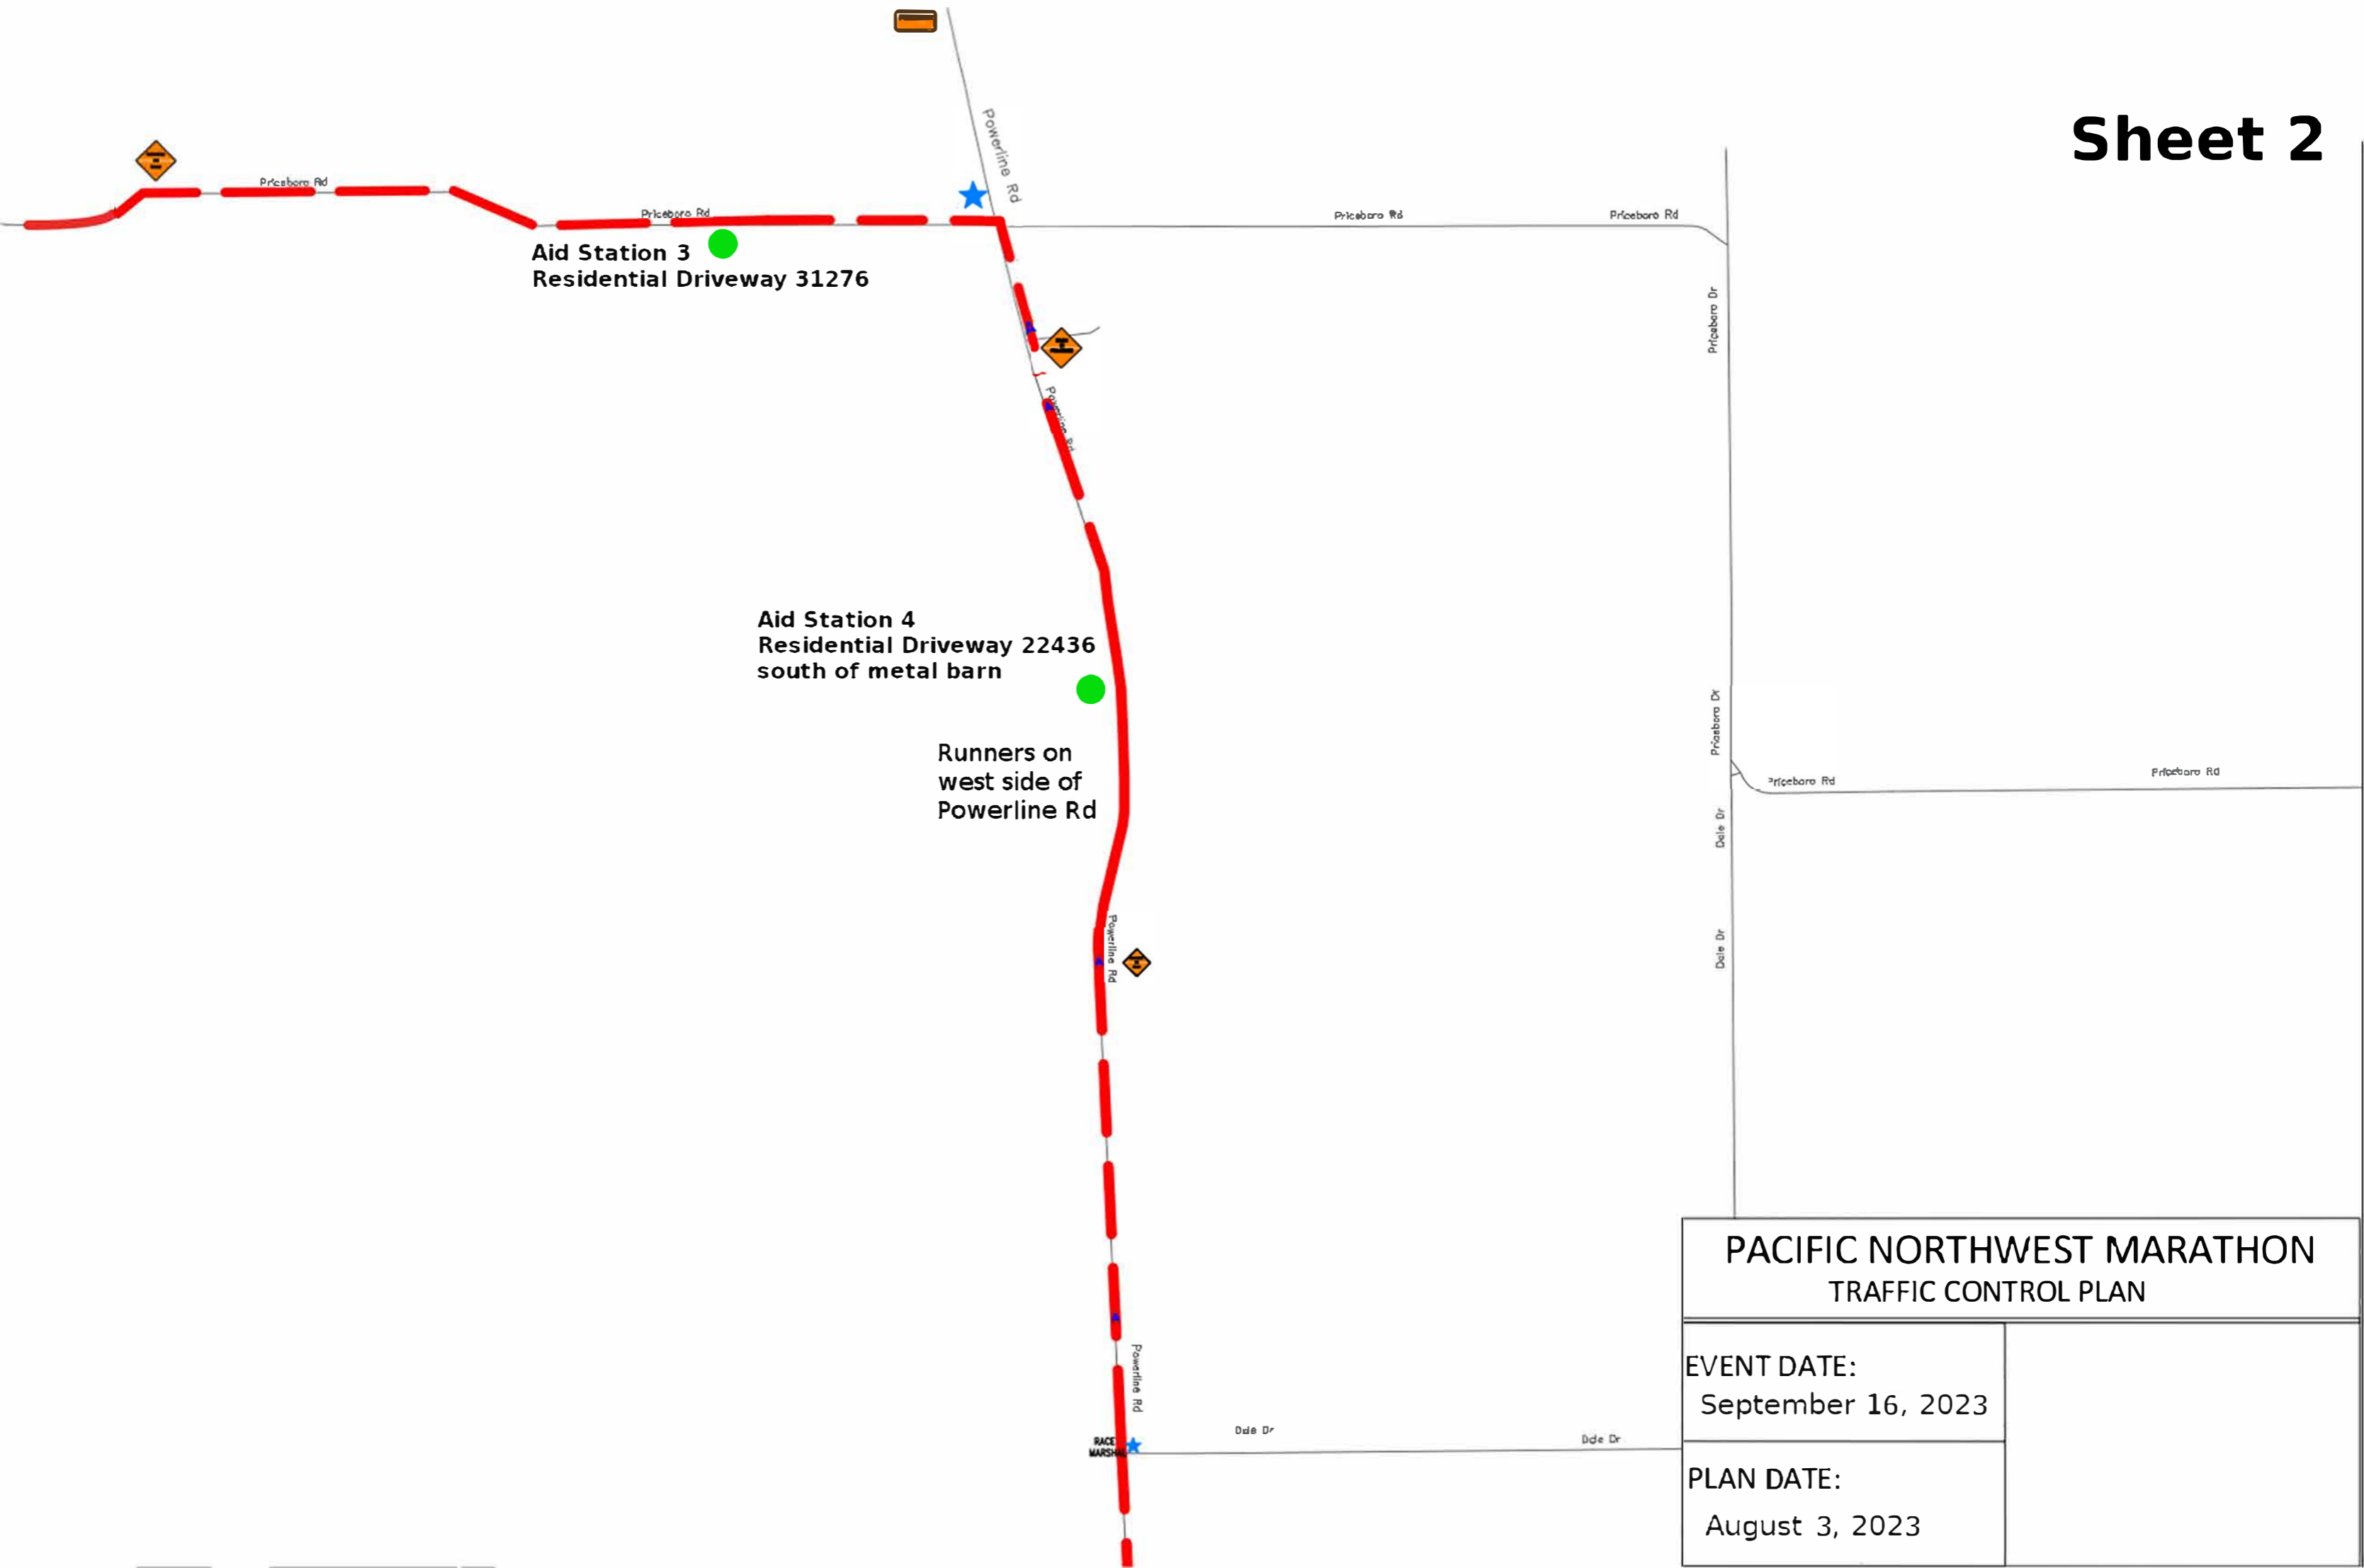 Sheet 2
Powerline Rd
Priceboro Rd
Priceboro Rd
Priceboro Rd
Priceboro Rd
Aid Station 3
Residential Driveway 31276
Priceboro Dr
Powerline Rd
Aid Station 4
Residential Driveway 22436
south of metal barn
Runners on
west side of
Powerline Rd
Priceboro Dr
Priceboro Rd
Priceboro Rd
Dale Dr
Dale Dr
Powerline Rd
Powerline Rd
RACE
MARSHAL
Dale Dr
Dale Dr
PACIFIC NORTHWEST MARATHON
TRAFFIC CONTROL PLAN
EVENT DATE:
September 16, 2023
PLAN DATE:
August 3, 2023